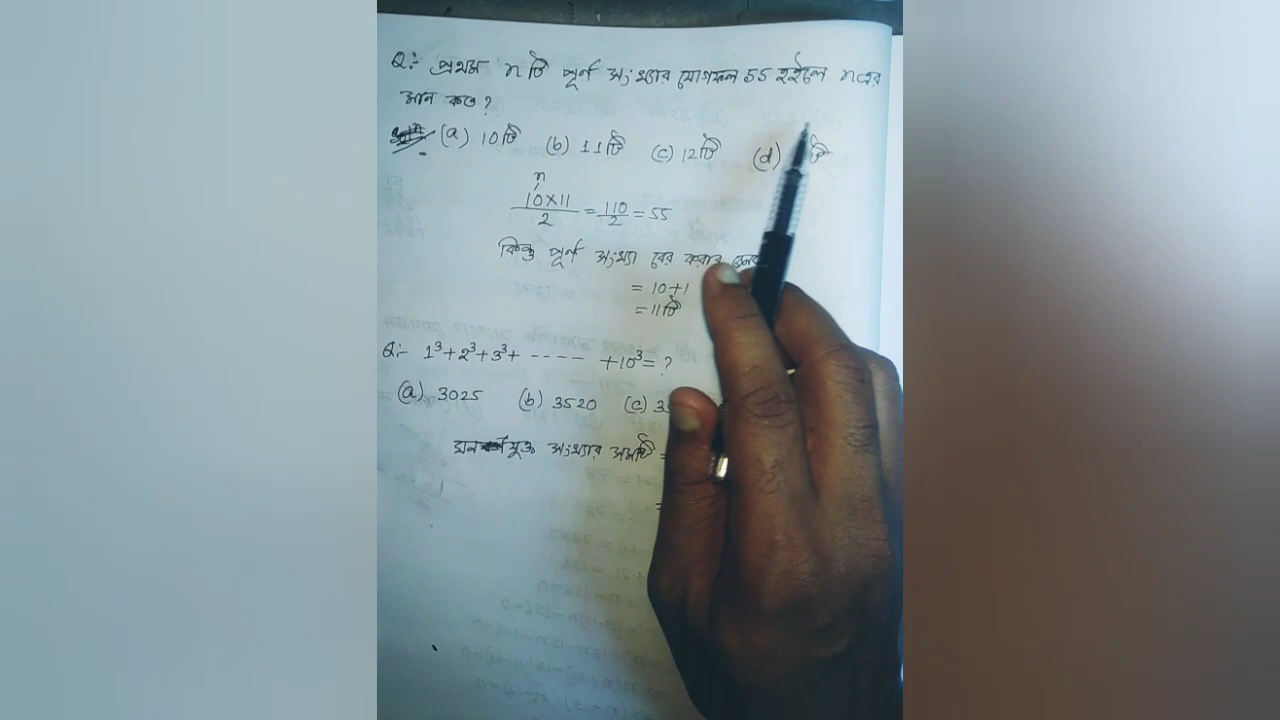 Q:- প্রথম n টি পূর্ন সংখ্যার যোগফল 55 হইলে n এর
মান কত?
(a) 10টি (b) 11টি (c) 12টি (d) টি
n
10×11/2 = 110/2 = 55
কিন্তু পূর্ন সংখ্যা বের করার
= 10+1
= 11টি
Q:- 1³+2³+3³+ ---- +10³= ?
(a) 3025 (b) 3520 (c)
ঘনযুক্ত সংখ্যার সমষ্টি =
=